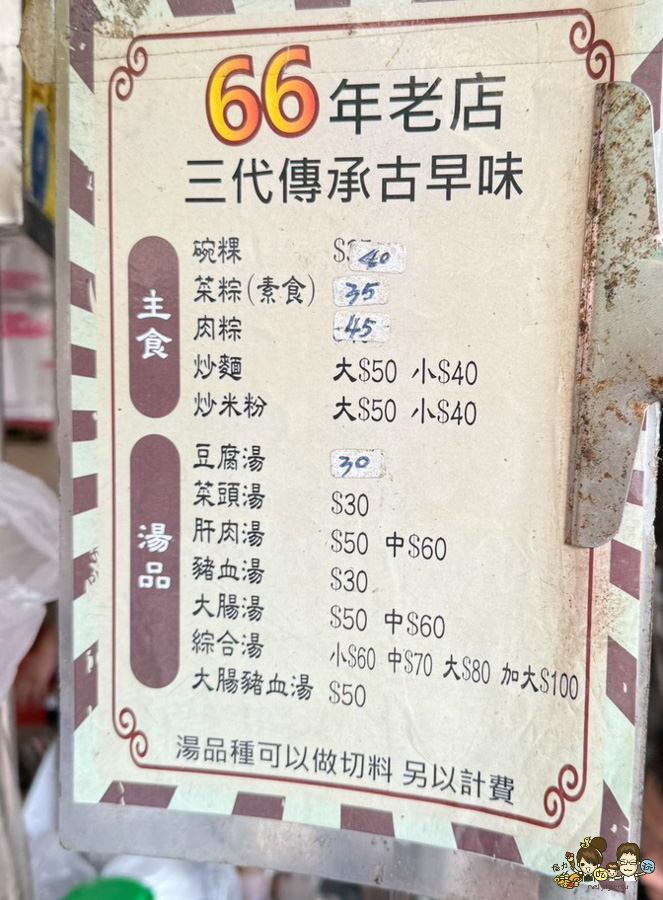 66年老店
三代傳承古早味
主食
碗粿 $35 40
菜粽(素食) 35
肉粽 45
炒麵 大$50 小$40
炒米粉 大$50 小$40
湯品
豆腐湯 30
菜頭湯 $30
肝肉湯 $50 中$60
豬血湯 $30
大腸湯 $50 中$60
綜合湯 小$60 中$70 大$80 加大$100
大腸豬血湯 $50
湯品種可以做切料 另以計費